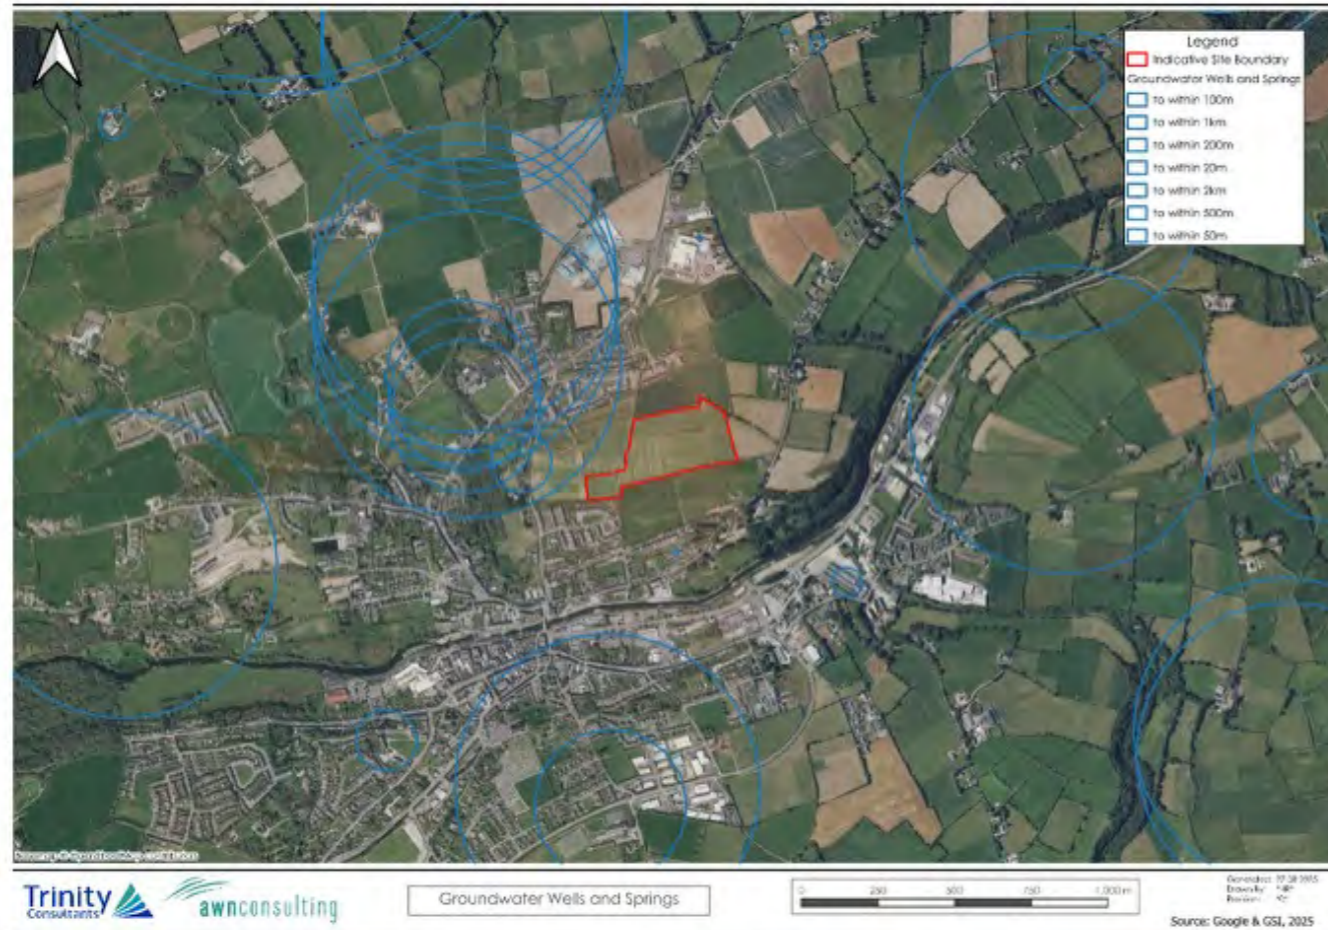 Legend
Indicative Site Boundary
Groundwater Wells and Springs
to within 100m
to within 1km
to within 200m
to within 20m
to within 2km
to within 500m
to within 50m
Trinity
Consultants
awnconsulting
Groundwater Wells and Springs
0 250 500 750 1,000m
Source: Google & GSI, 2025